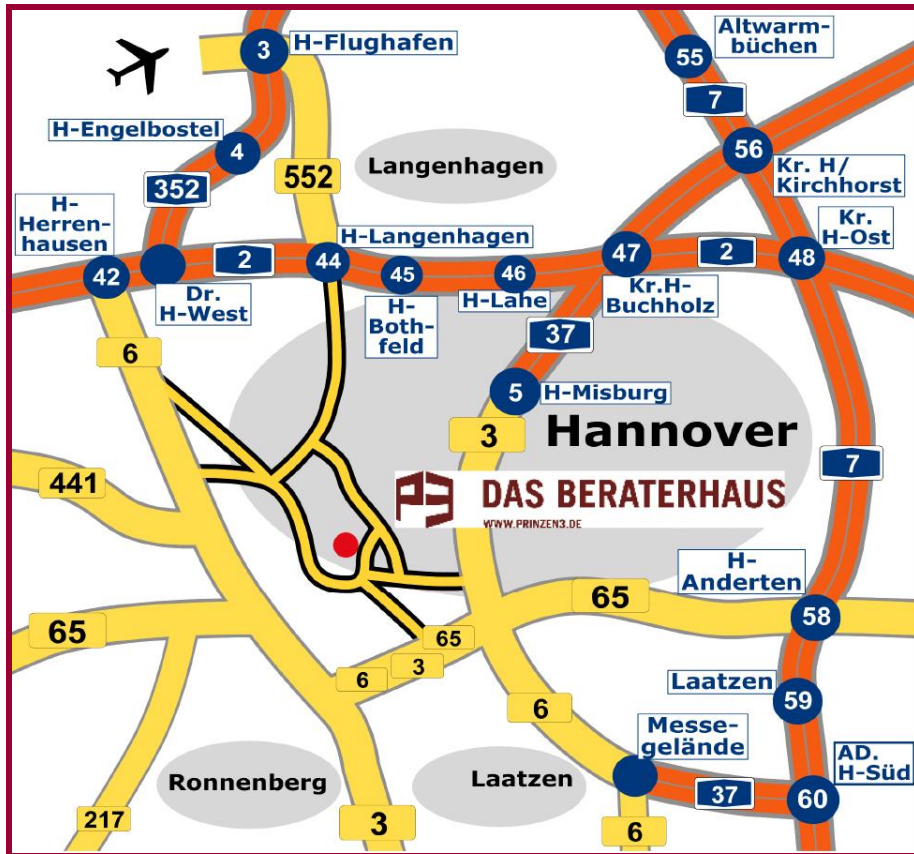 3
H-Flughafen
Altwarm-
büchen
55
7
H-Engelbostel
4
56
Langenhagen
552
352
Kr. H/
Kirchhorst
H-
Herren-
hausen
Kr.
H-Ost
H-Langenhagen
42
2
44
45
46
47
2
48
Dr.
H-West
H-
Both-
feld
H-Lahe
Kr.H-
Buchholz
37
6
5
H-Misburg
3
Hannover
7
441
P3 DAS BERATERHAUS
WWW.PRINZEN3.DE
H-
Anderten
65
58
65
65
3
6
Laatzen
59
6
Messe-
gelände
AD.
H-Süd
Ronnenberg
Laatzen
37
60
217
3
6